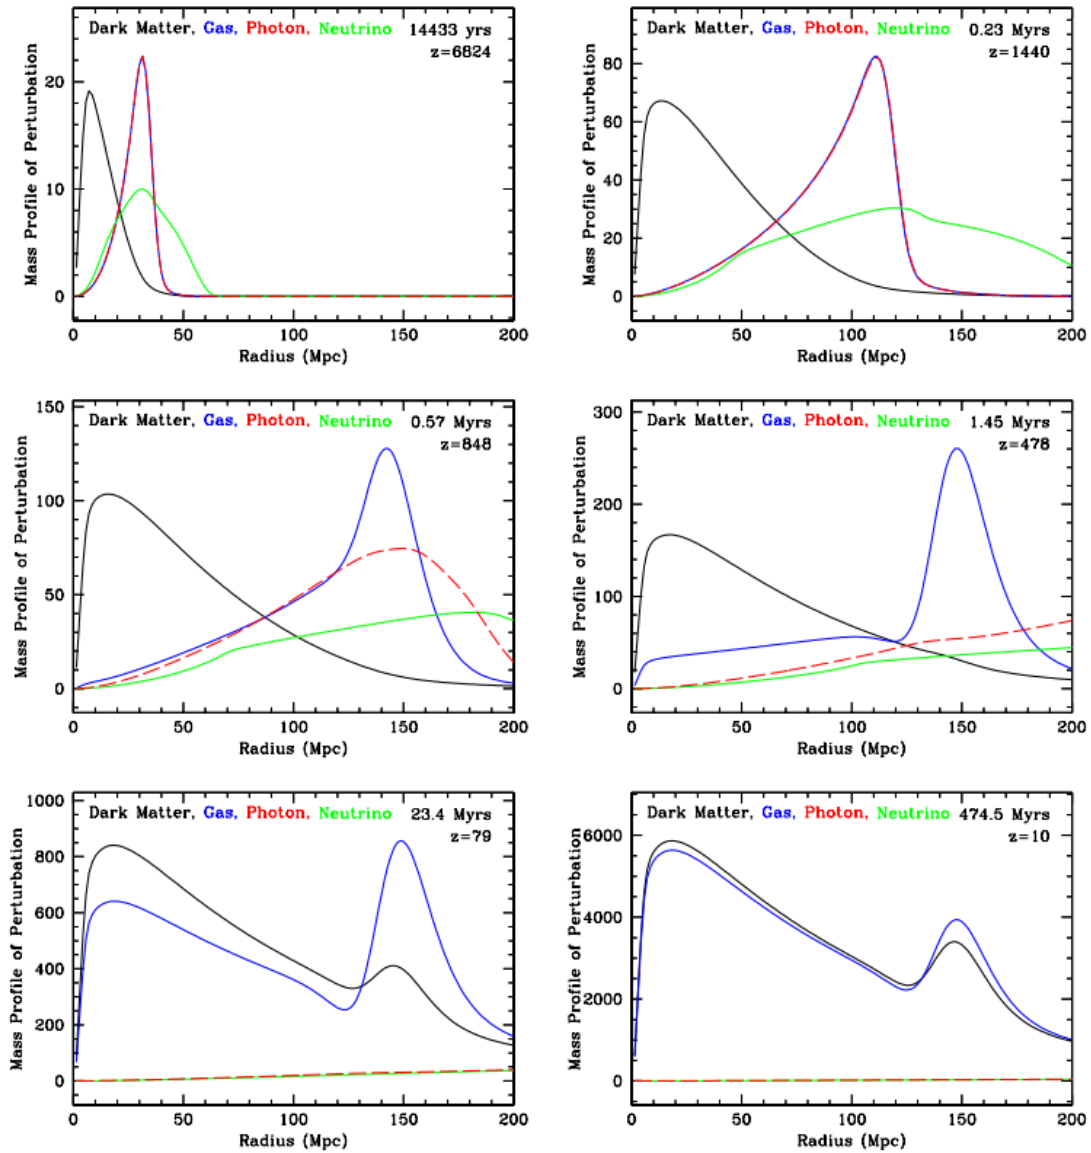 Dark Matter, Gas, Photon, Neutrino 14433 yrs
z=6824
Mass Profile of Perturbation
20
10
0
0 50 100 150 200
Radius (Mpc)
Dark Matter, Gas, Photon, Neutrino 0.23 Myrs
z=1440
Mass Profile of Perturbation
80
60
40
20
0
0 50 100 150 200
Radius (Mpc)
Dark Matter, Gas, Photon, Neutrino 0.57 Myrs
z=848
Mass Profile of Perturbation
150
100
50
0
0 50 100 150 200
Radius (Mpc)
Dark Matter, Gas, Photon, Neutrino 1.45 Myrs
z=478
Mass Profile of Perturbation
300
200
100
0
0 50 100 150 200
Radius (Mpc)
Dark Matter, Gas, Photon, Neutrino 23.4 Myrs
z=79
Mass Profile of Perturbation
1000
800
600
400
200
0
0 50 100 150 200
Radius (Mpc)
Dark Matter, Gas, Photon, Neutrino 474.5 Myrs
z=10
Mass Profile of Perturbation
6000
4000
2000
0
0 50 100 150 200
Radius (Mpc)